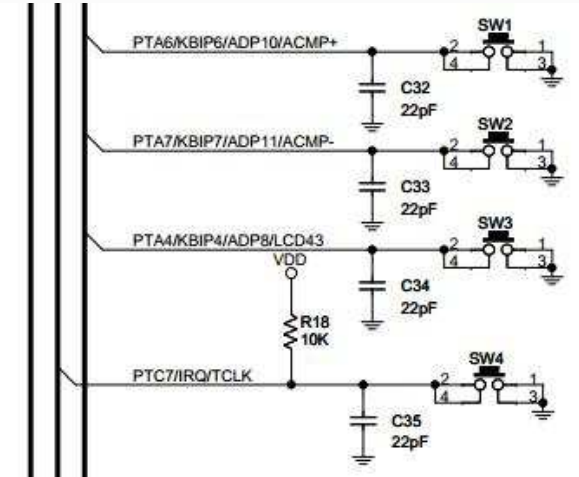 SW1
PTA6/KBIP6/ADP10/ACMP+
2 1
4 3
C32
22pF
SW2
PTA7/KBIP7/ADP11/ACMP-
2 1
4 3
C33
22pF
SW3
PTA4/KBIP4/ADP8/LCD43
2 1
4 3
VDD
C34
22pF
R18
10K
SW4
PTC7/IRQ/TCLK
2 1
4 3
C35
22pF